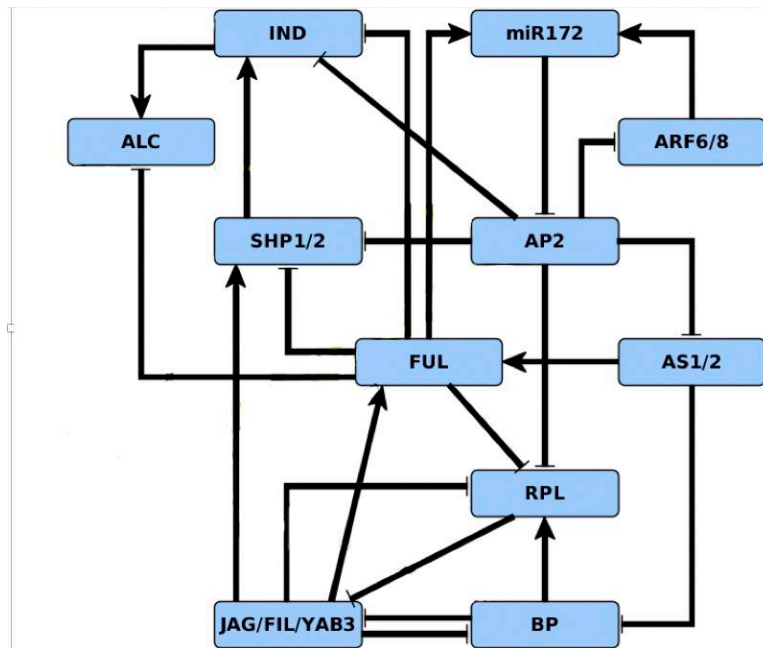 IND
miR172
ALC
ARF6/8
SHP1/2
AP2
FUL
AS1/2
RPL
JAG/FIL/YAB3
BP